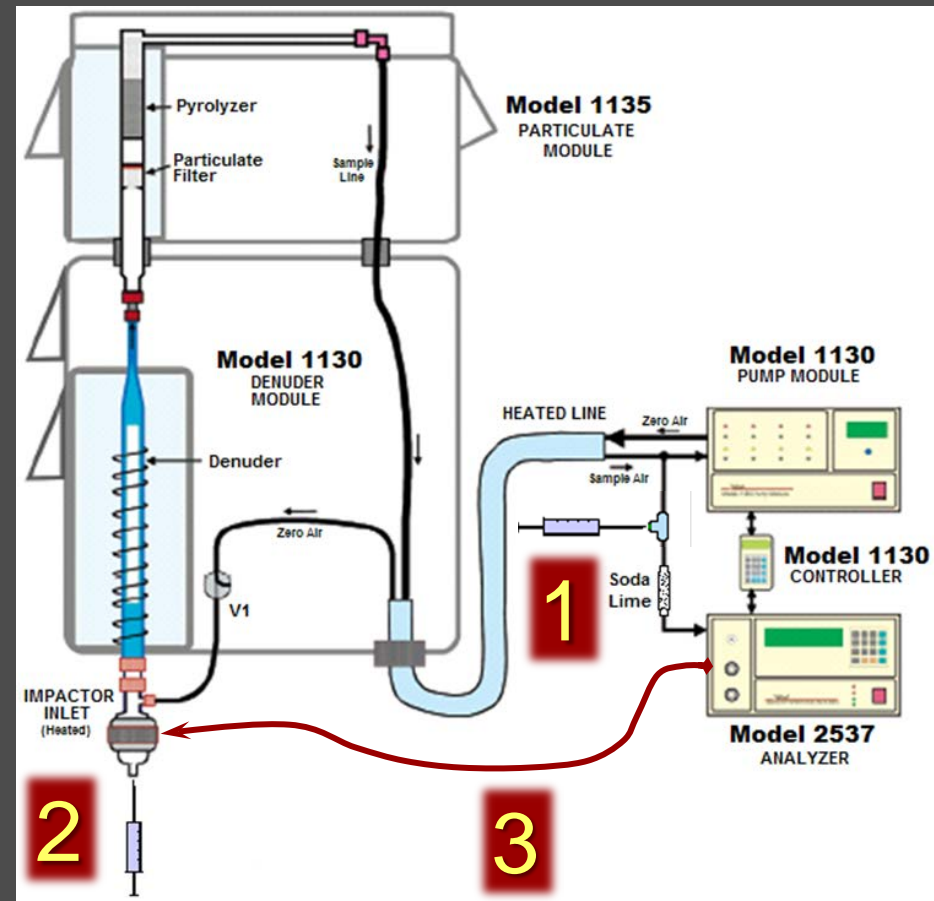 Pyrolyzer
Particulate
Filter
Sample
Line
Model 1135
PARTICULATE
MODULE
Model 1130
DENUDER
MODULE
Denuder
Zero Air
V1
IMPACTOR
INLET
(Heated)
HEATED LINE
Zero Air
Sample Air
Model 1130
PUMP MODULE
1
Soda
Lime
Model 1130
CONTROLLER
Model 2537
ANALYZER
2
3